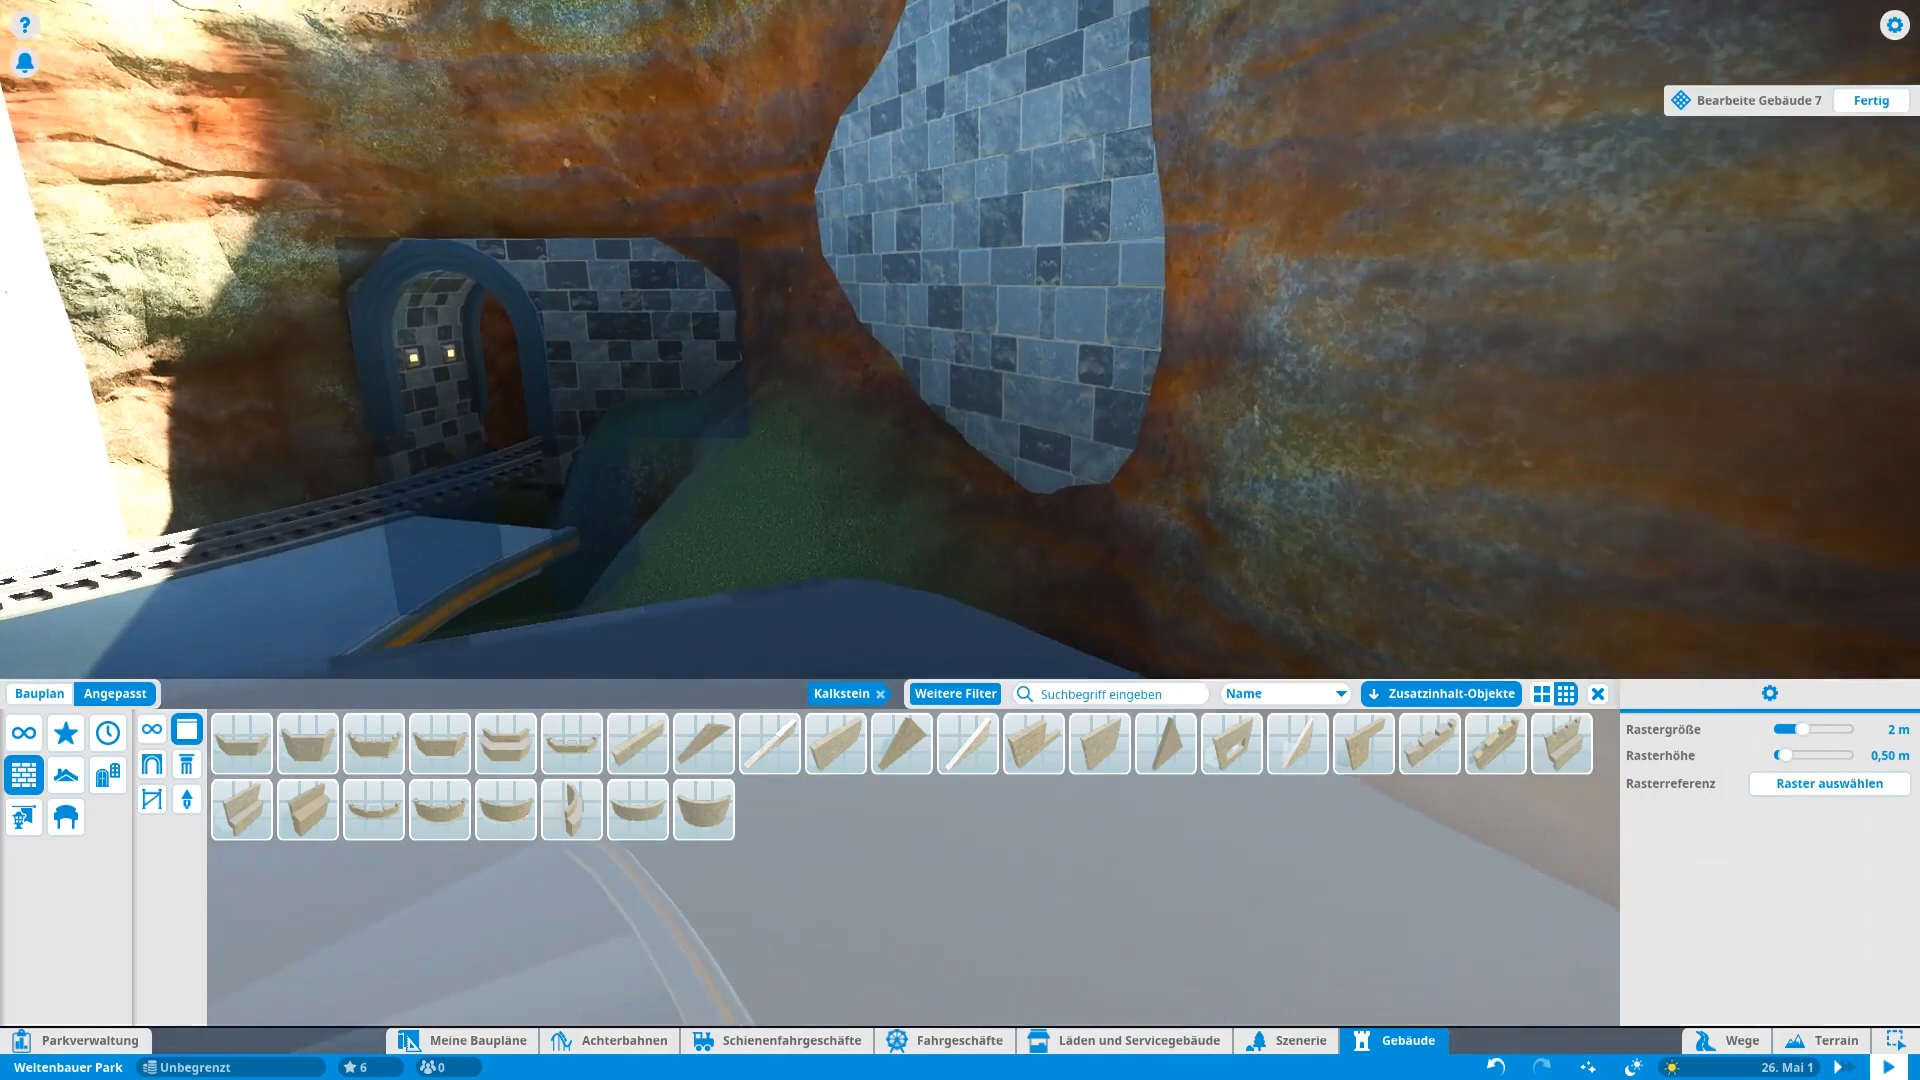 ?
Bearbeite Gebäude 7
Fertig
Bauplan
Angepasst
Kalkstein ×
Weitere Filter
Suchbegriff eingeben
Name
Zusatzinhalt-Objekte
Rastergröße
2 m
Rasterhöhe
0,50 m
Rasterreferenz
Raster auswählen
Parkverwaltung
Meine Baupläne
Achterbahnen
Schienenfahrgeschäfte
Fahrgeschäfte
Läden und Servicegebäude
Szenerie
Gebäude
Wege
Terrain
Weltenbauer Park
Unbegrenzt
6
0
26. Mai 1